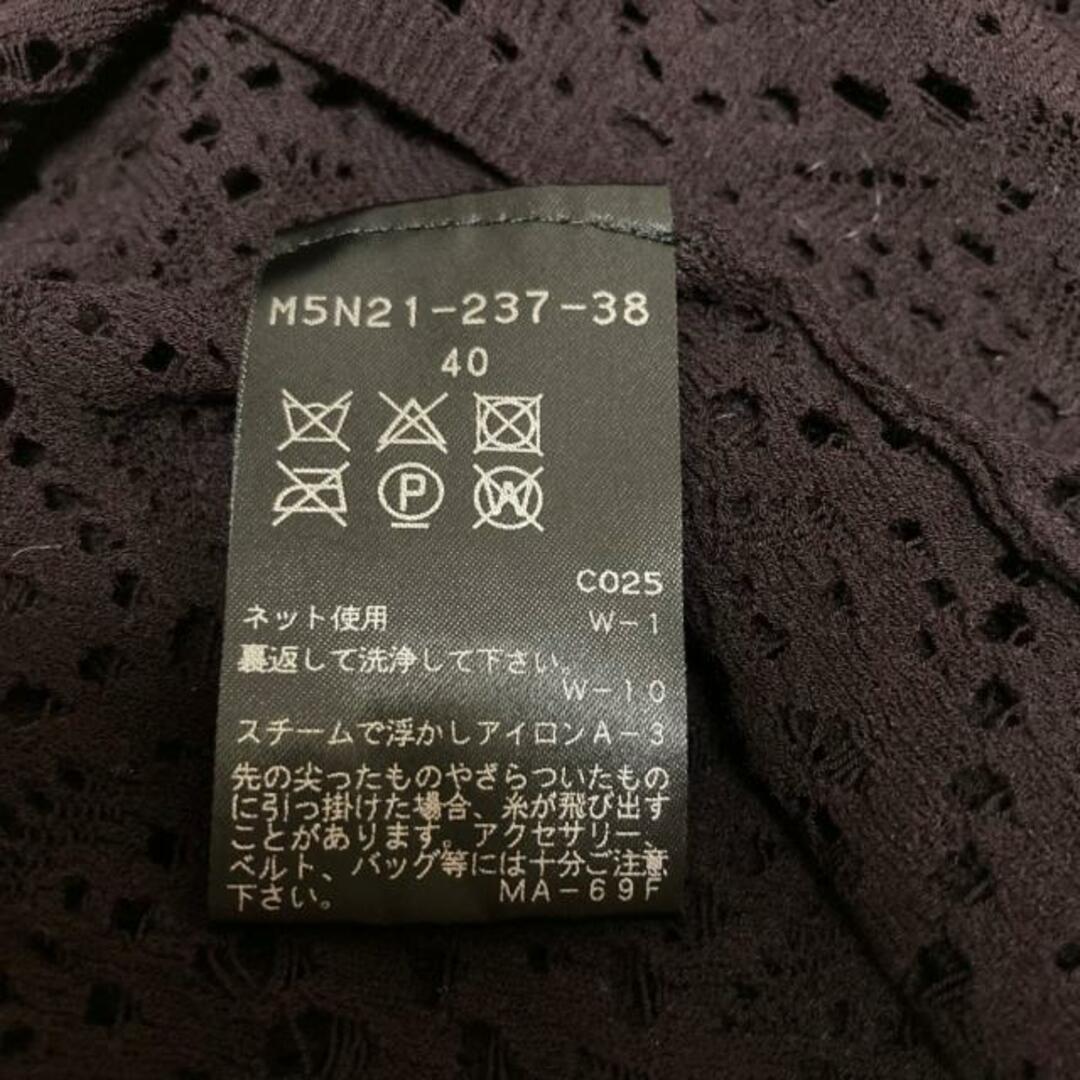 M5N21-237-38
40
P
W
C025
ネット使用 W-1
裏返して洗浄して下さい。
W-10
スチームで浮かしアイロンA-3
先の尖ったものやざらついたもの
に引っ掛けた場合、糸が飛び出す
ことがあります。アクセサリー、
ベルト、バッグ等には十分ご注意
下さい。 MA-69F